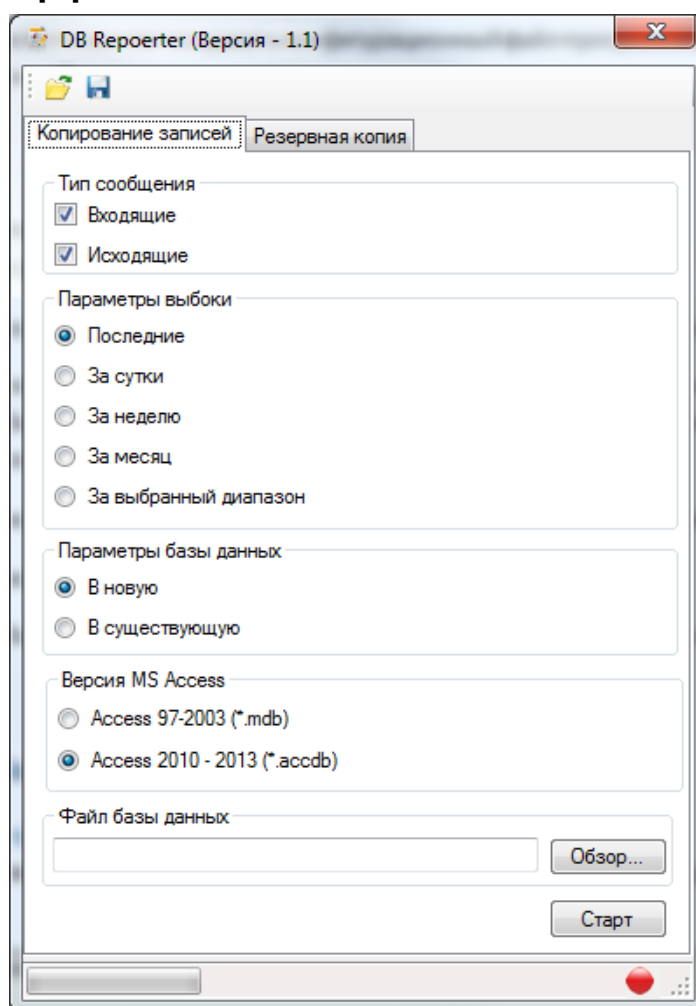 DB Repoerter (Версия - 1.1)
Копирование записей Резервная копия
Тип сообщения
Входящие
Исходящие
Параметры выбоки
Последние
За сутки
За неделю
За месяц
За выбранный диапазон
Параметры базы данных
В новую
В существующую
Версия MS Access
Access 97-2003 (*.mdb)
Access 2010 - 2013 (*.accdb)
Файл базы данных
Обзор...
Старт